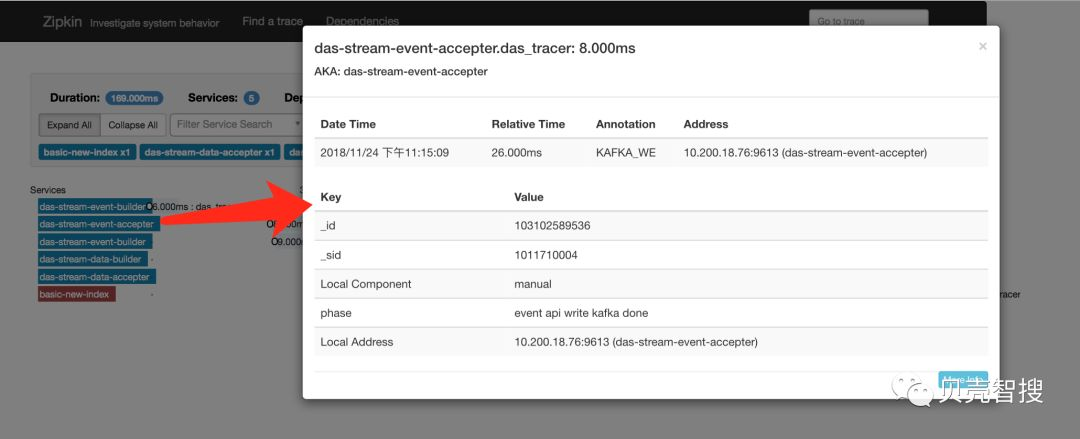 Zipkin Investigate system behavior Find a trace Dependencies Go to trace
das-stream-event-accepter.das_tracer: 8.000ms ×
AKA: das-stream-event-accepter
Duration: 169.000ms Services: 5
Expand All Collapse All Filter Service Search
basic-new-index x1 das-stream-data-accepter x1
Date Time Relative Time Annotation Address
2018/11/24 下午11:15:09 26.000ms KAFKA_WE 10.200.18.76:9613 (das-stream-event-accepter)
Services
das-stream-event-builder
das-stream-event-accepter
das-stream-event-builder
das-stream-data-builder
das-stream-data-accepter
basic-new-index
Key Value
_id 103102589536
_sid 1011710004
Local Component manual
phase event api write kafka done
Local Address 10.200.18.76:9613 (das-stream-event-accepter)
More Info
贝壳智搜